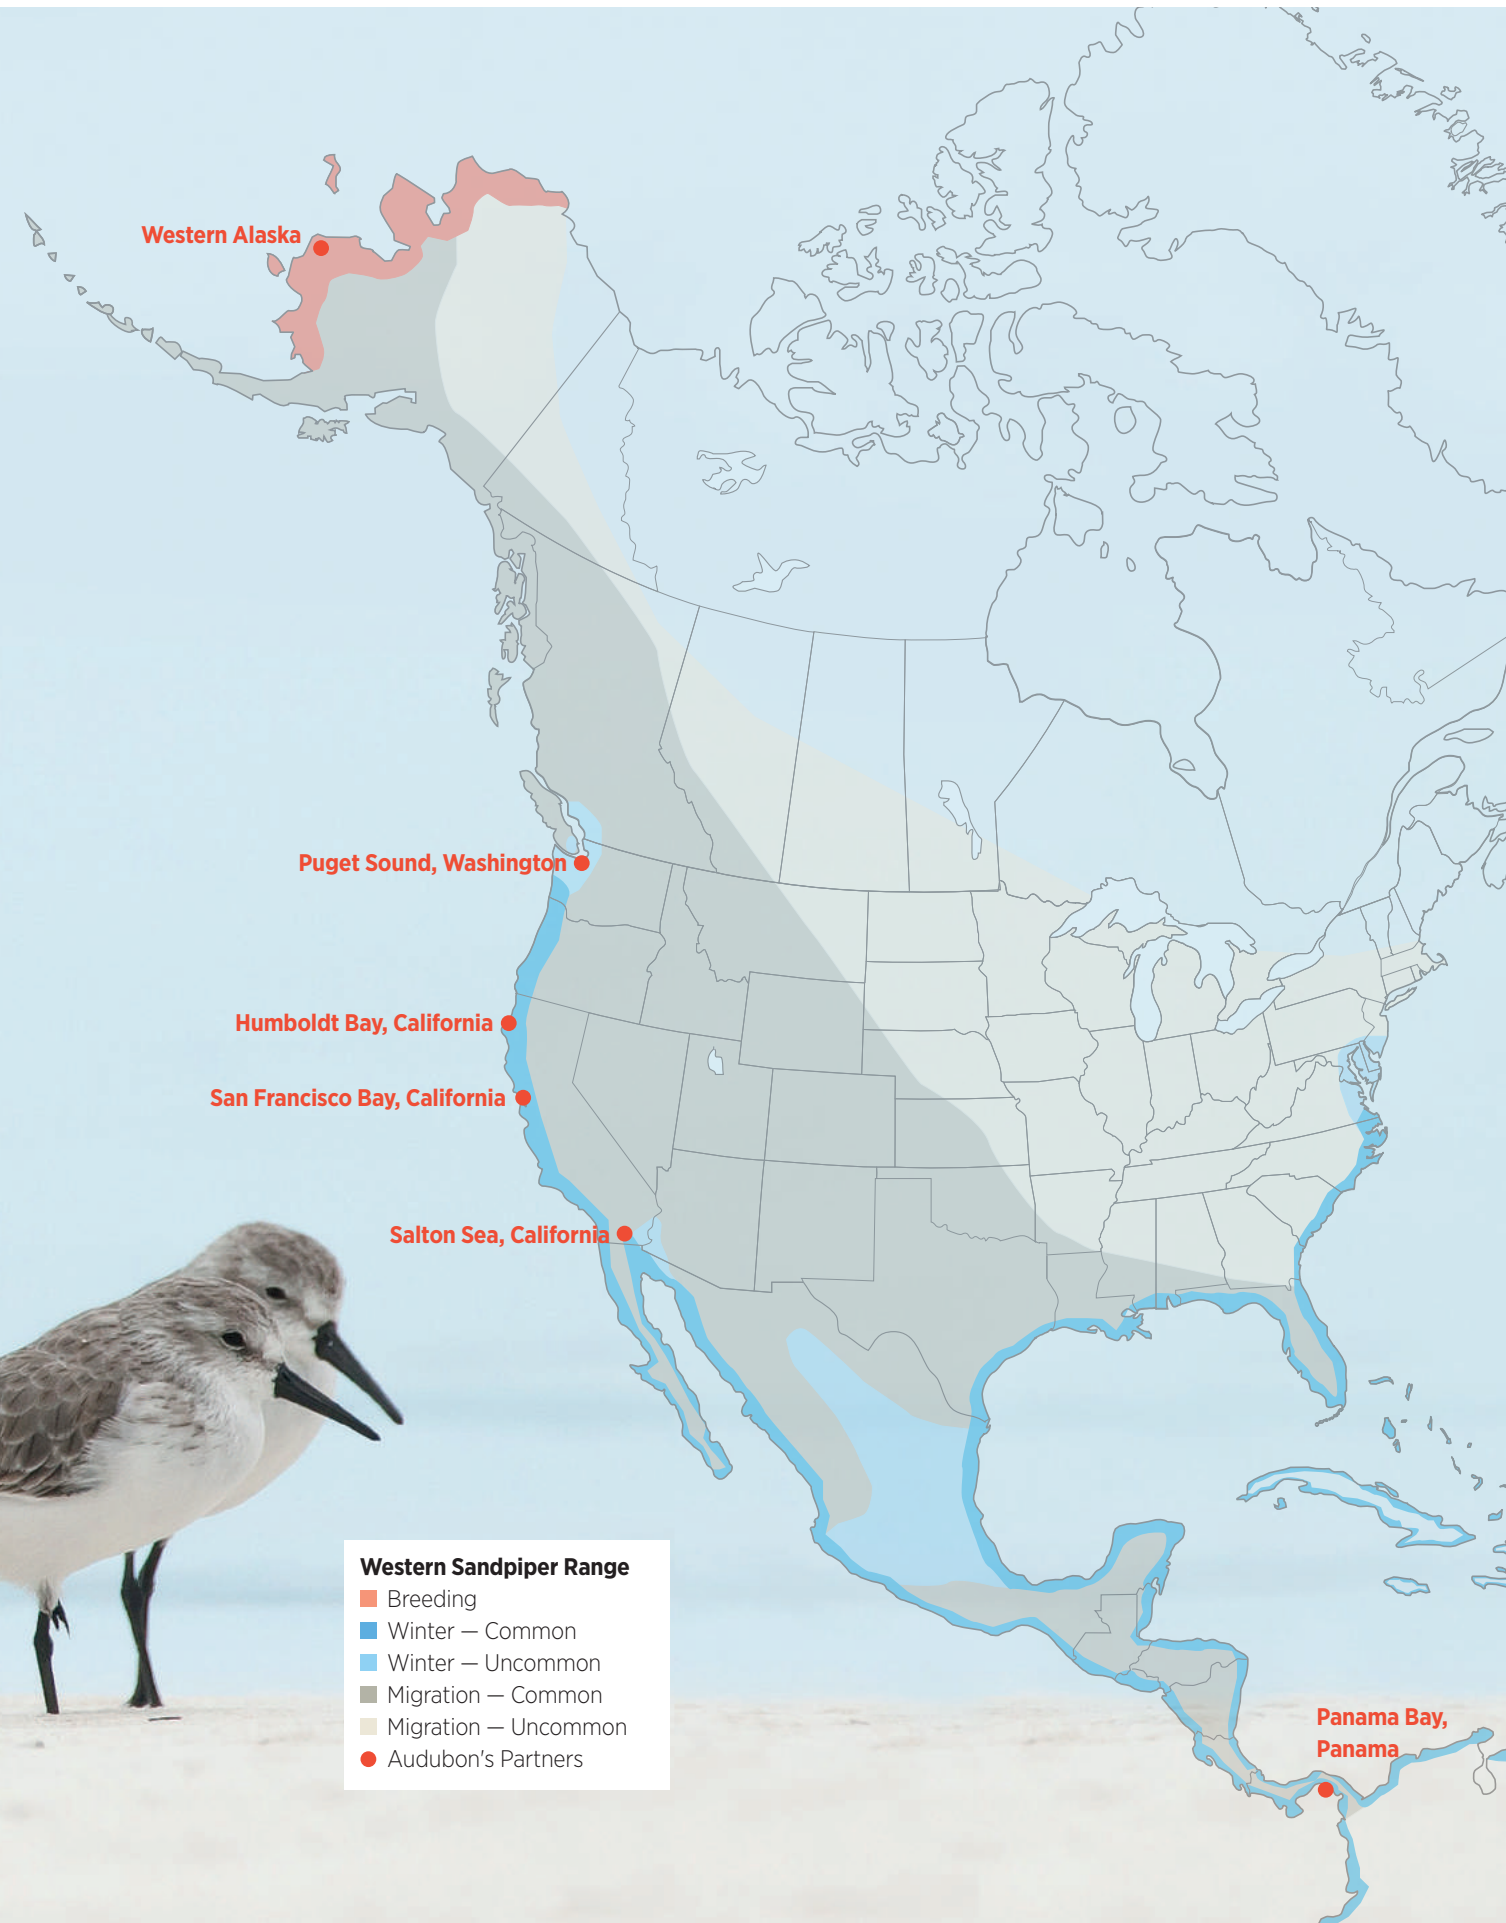 Western Alaska
Puget Sound, Washington
Humboldt Bay, California
San Francisco Bay, California
Salton Sea, California
Western Sandpiper Range
Breeding
Winter — Common
Winter — Uncommon
Migration — Common
Migration — Uncommon
Audubon's Partners
Panama Bay,
Panama